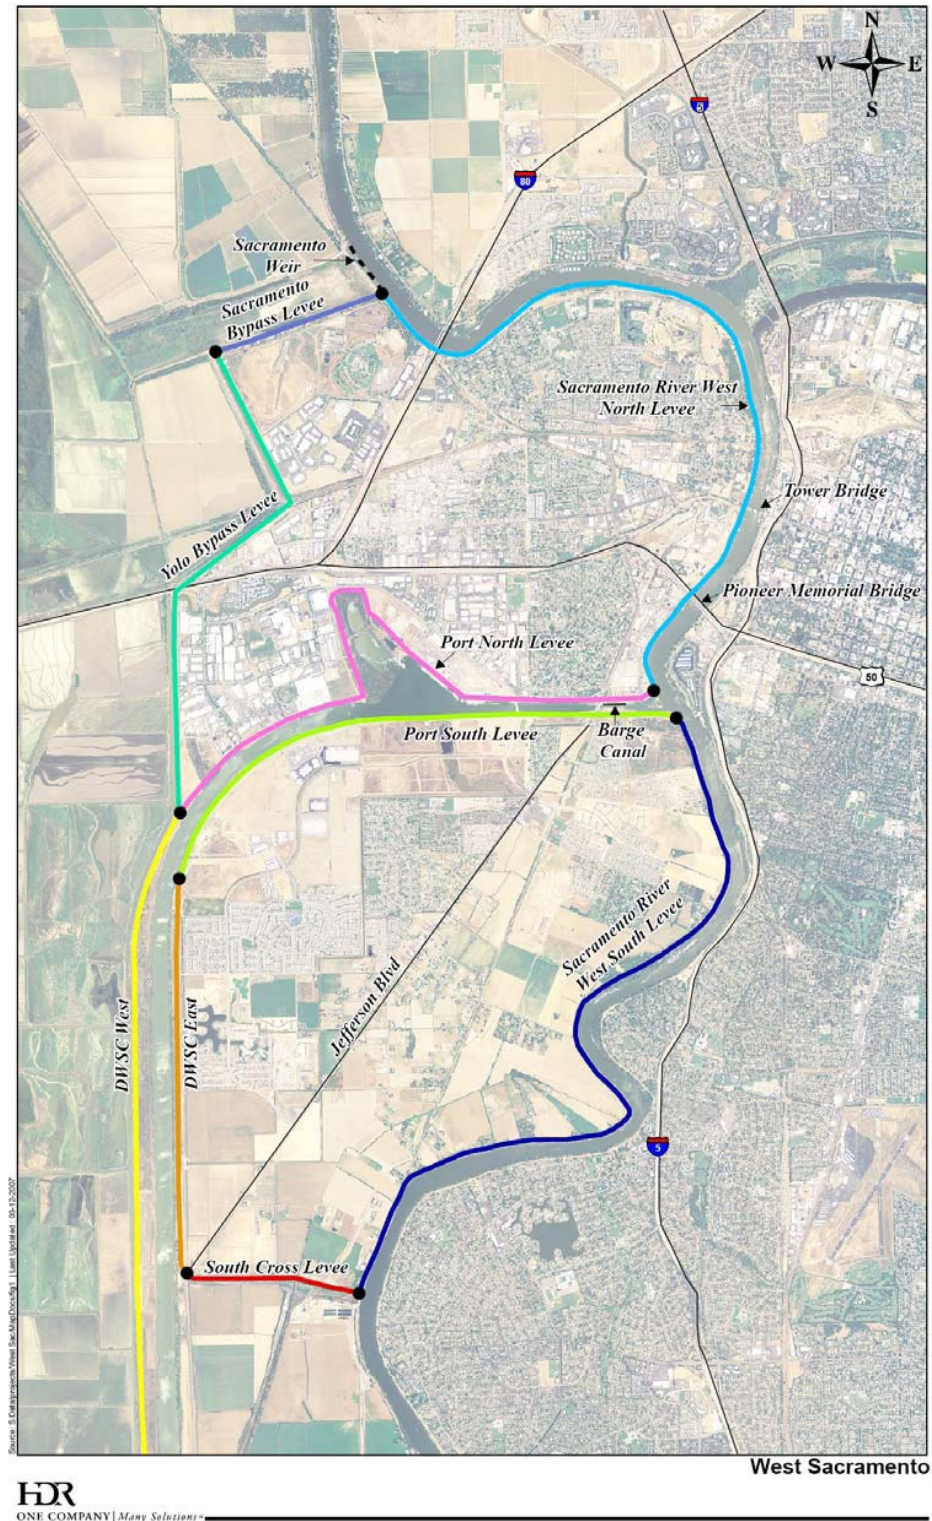 N
W E
S
5
80
Sacramento
Weir
Sacramento
Bypass Levee
Sacramento River West
North Levee
Tower Bridge
Yolo Bypass Levee
Pioneer Memorial Bridge
Port North Levee
50
Port South Levee
Barge
Canal
Sacramento River
West South Levee
Jefferson Blvd
DWSC West
DWSC East
5
South Cross Levee
West Sacramento
HDR
ONE COMPANY | Many Solutions